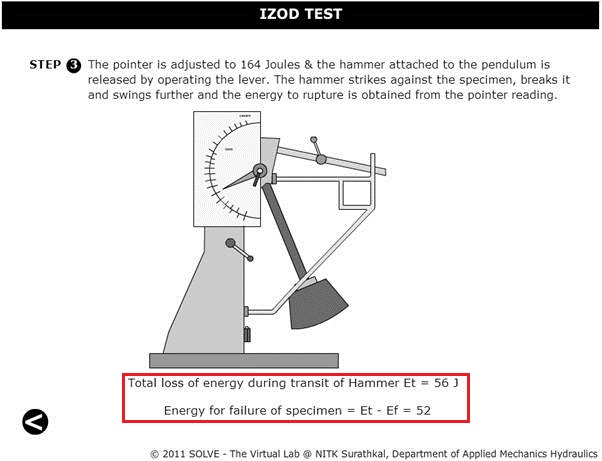 IZOD TEST
STEP 3 The pointer is adjusted to 164 Joules & the hammer attached to the pendulum is
released by operating the lever. The hammer strikes against the specimen, breaks it
and swings further and the energy to rupture is obtained from the pointer reading.
Total loss of energy during transit of Hammer Et = 56 J
Energy for failure of specimen = Et - Ef = 52
© 2011 SOLVE - The Virtual Lab @ NITK Surathkal, Department of Applied Mechanics Hydraulics